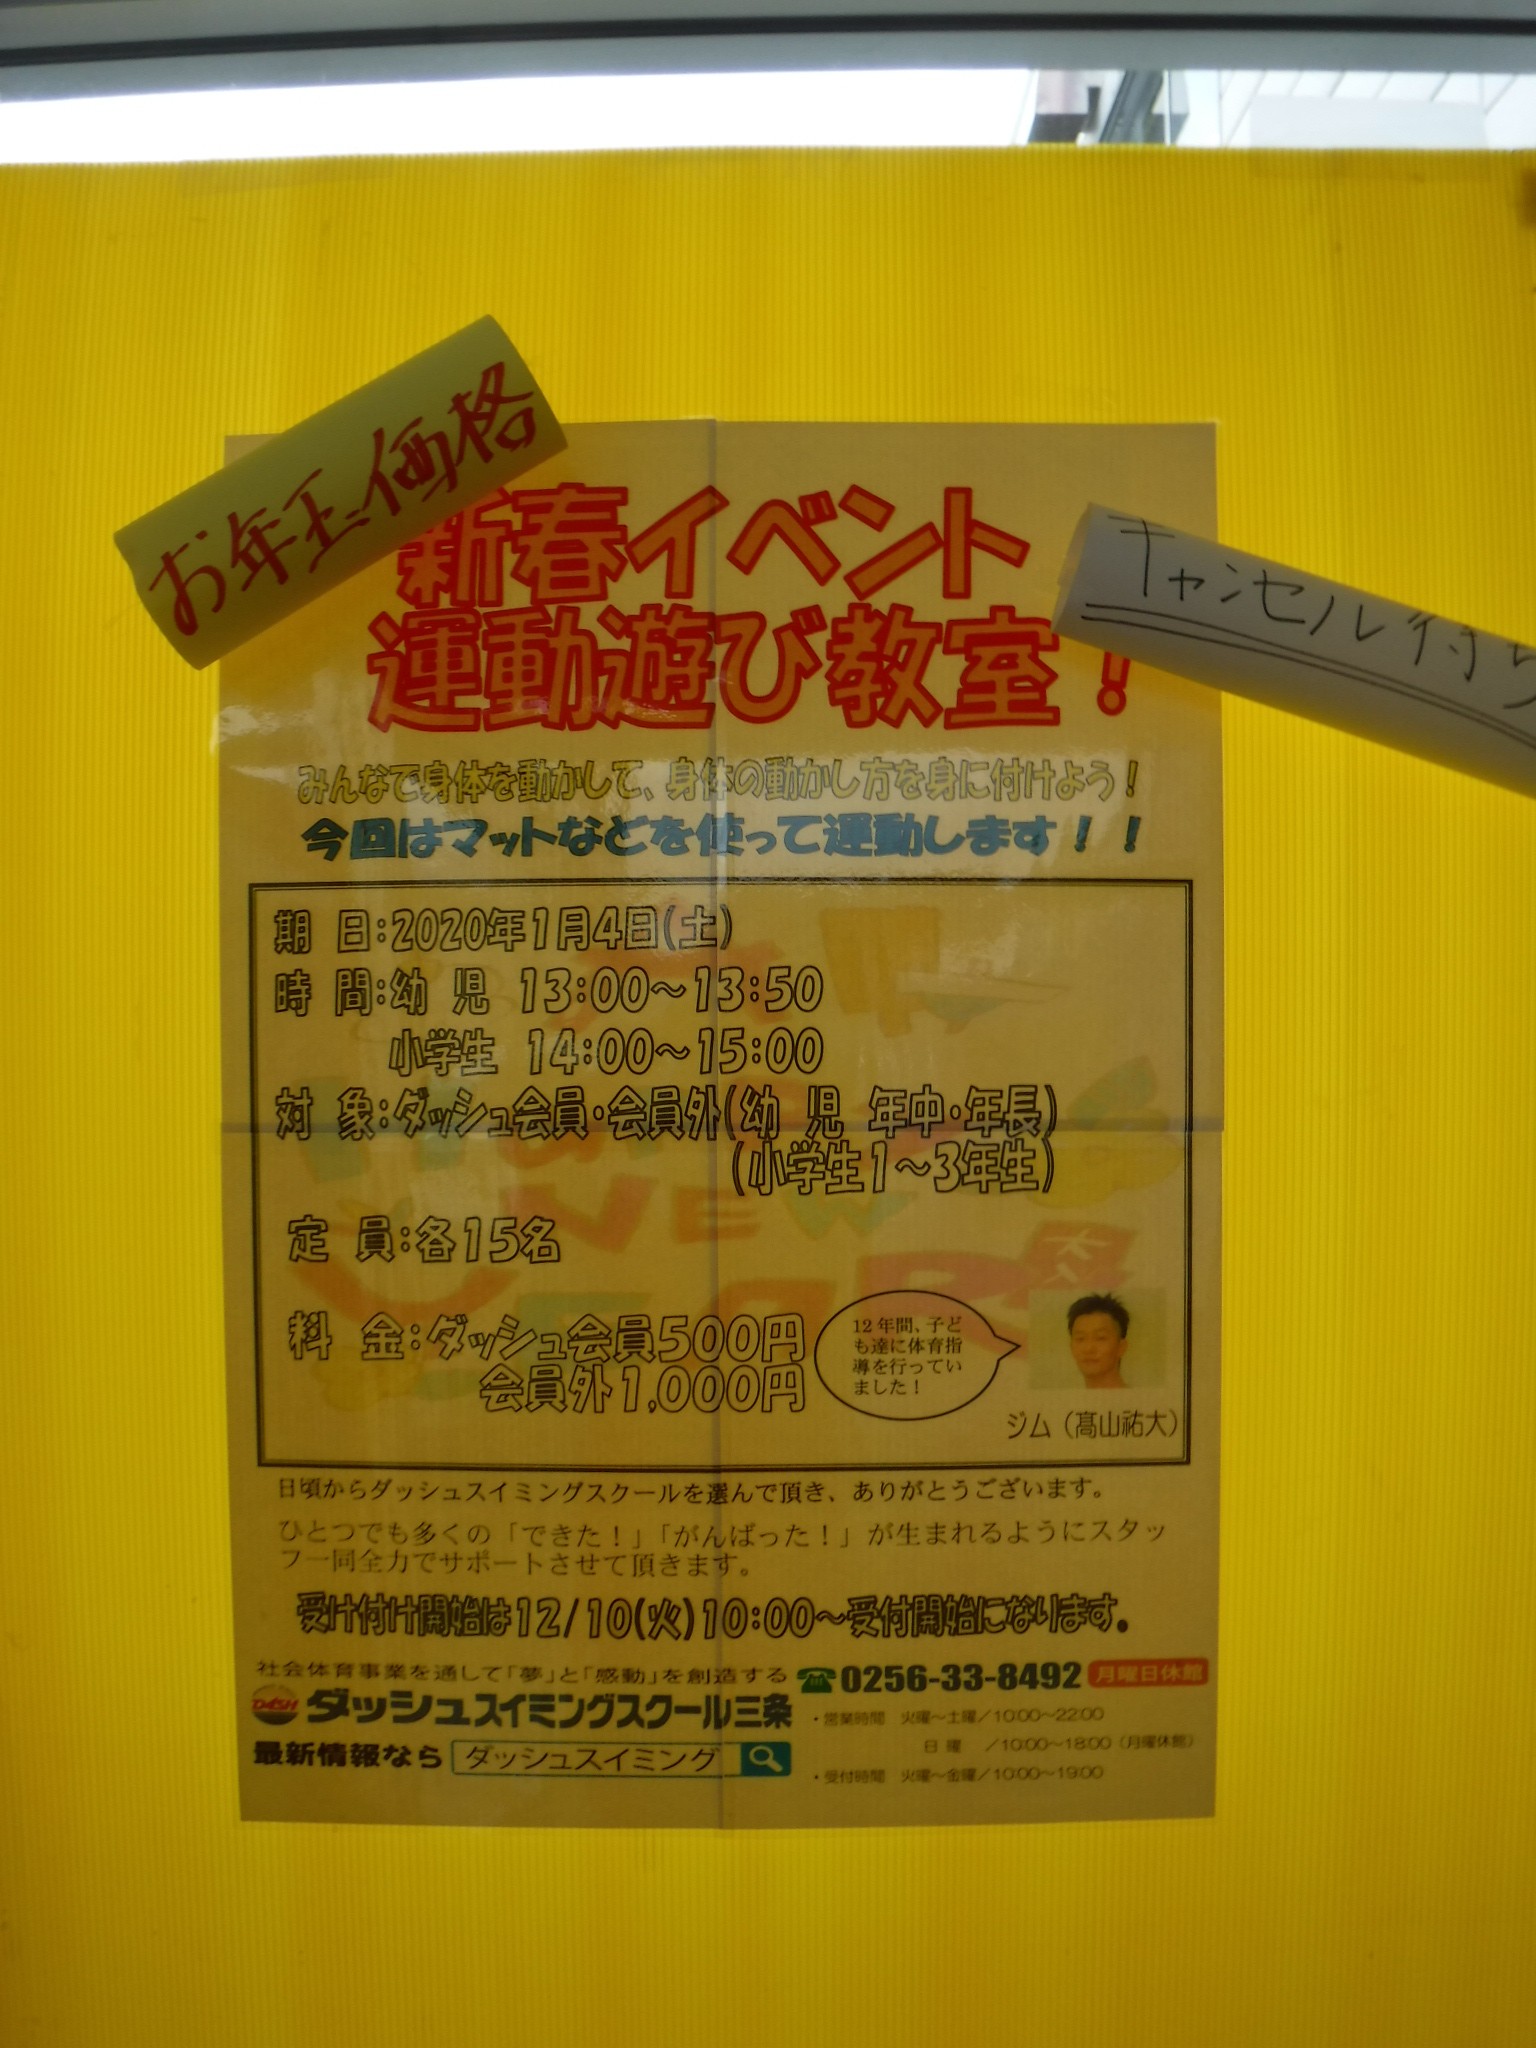 お年玉価格
キャンセル待ち
新春イベント
運動遊び教室！
みんなで身体を動かして、身体の動かし方を身に付けよう！
今回はマットなどを使って運動します！！
期 日：2020年1月4日(土)
時 間：幼 児 13:00～13:50
小学生 14:00～15:00
対 象：ダッシュ会員・会員外(幼 児 年中・年長)
(小学生1～3年生)
定 員：各15名
料 金：ダッシュ会員500円
会員外1,000円
12年間、子ど
も達に体育指
導を行ってい
ました！
ジム（髙山祐大）
日頃からダッシュスイミングスクールを選んで頂き、ありがとうございます。
ひとつでも多くの「できた！」「がんばった！」が生まれるようにスタッ
フ一同全力でサポートさせて頂きます。
受け付け開始は12/10(火)10:00～受付開始になります。
社会体育事業を通して「夢」と「感動」を創造する
0256-33-8492 月曜日休館
DASH ダッシュスイミングスクール三条
・営業時間 火曜～土曜／10:00～22:00
日 曜 ／10:00～18:00（月曜休館）
最新情報なら ダッシュスイミング
・受付時間 火曜～金曜／10:00～19:00